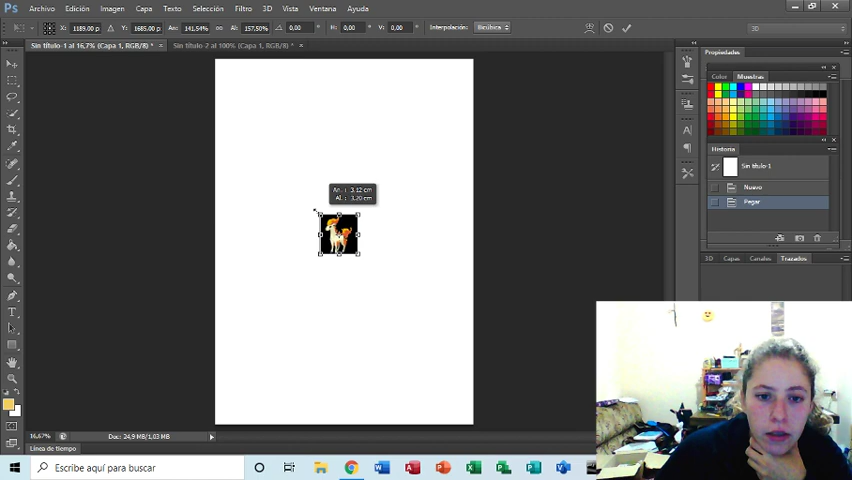 Ps Archivo Edición Imagen Capa Texto Selección Filtro 3D Vista Ventana Ayuda
X: 1189.00 p Y: 1685.00 p Anc: 141.54% Al: 157.50% 0,00 H: 0,00 V: 0,00 Interpolación: Bicúbica 3D
Sin título-1 al 16,7% (Capa 1, RGB/8) * × Sin título-2 al 100% (Capa 1, RGB/8) * ×
Propiedades
Color Muestras
Historia
Sin título-1
Nuevo
Pegar
An. : 3.12 cm
Al. : 3.20 cm
3D Capas Canales Trazados
16,67% Doc: 24,9 MB/1,03 MB
Línea de tiempo
Escribe aquí para buscar